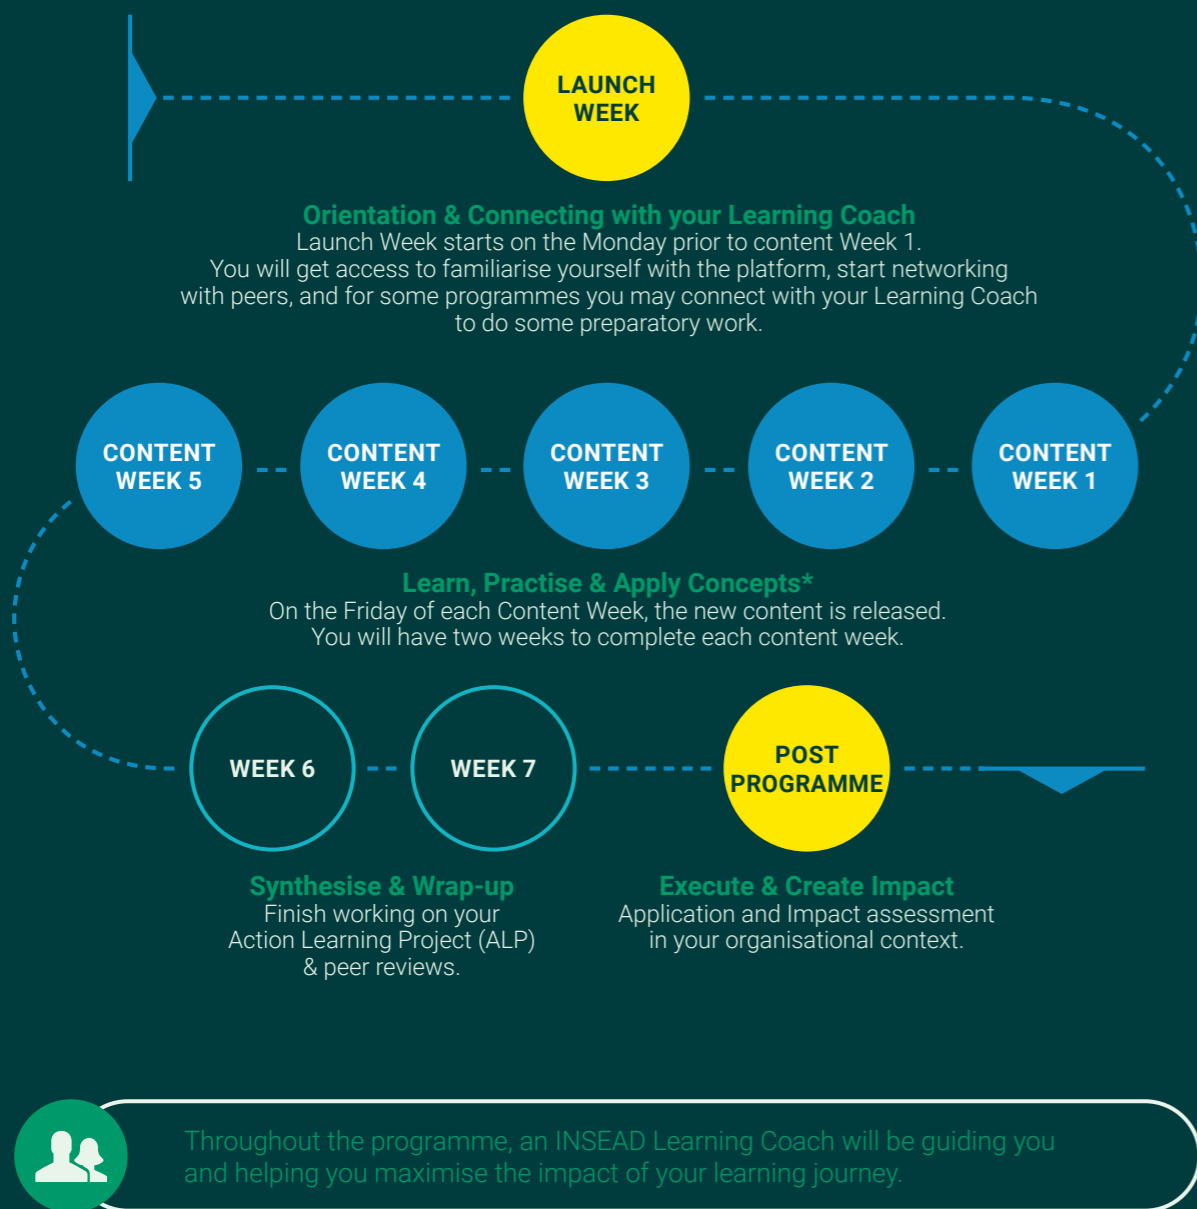 LAUNCH
WEEK
Orientation & Connecting with your Learning Coach
Launch Week starts on the Monday prior to content Week 1.
You will get access to familiarise yourself with the platform, start networking
with peers, and for some programmes you may connect with your Learning Coach
to do some preparatory work.
CONTENT
WEEK 5
CONTENT
WEEK 4
CONTENT
WEEK 3
CONTENT
WEEK 2
CONTENT
WEEK 1
Learn, Practise & Apply Concepts*
On the Friday of each Content Week, the new content is released.
You will have two weeks to complete each content week.
WEEK 6
WEEK 7
POST
PROGRAMME
Synthesise & Wrap-up
Finish working on your
Action Learning Project (ALP)
& peer reviews.
Execute & Create Impact
Application and Impact assessment
in your organisational context.
Throughout the programme, an INSEAD Learning Coach will be guiding you
and helping you maximise the impact of your learning journey.